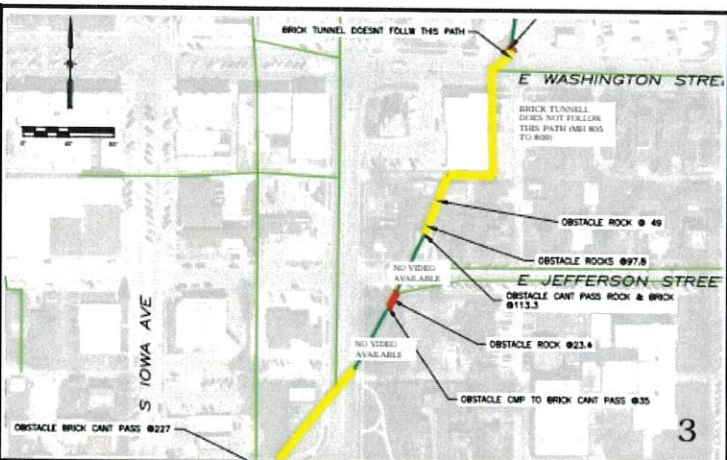 BRICK TUNNEL DOESNT FOLLW THIS PATH
E WASHINGTON STREE
BRICK TUNNELL
DOES NOT FOLLOW
THIS PATH (MH 805
TO 800)
OBSTACLE ROCK @ 49
OBSTACLE ROCKS @97.8
NO VIDEO
AVAILABLE
E JEFFERSON STREE
OBSTACLE CANT PASS ROCK & BRICK
@113.3
OBSTACLE ROCK @23.4
NO VIDEO
AVAILABLE
S IOWA AVE
OBSTACLE CMP TO BRICK CANT PASS @35
OBSTACLE BRICK CANT PASS @227
3